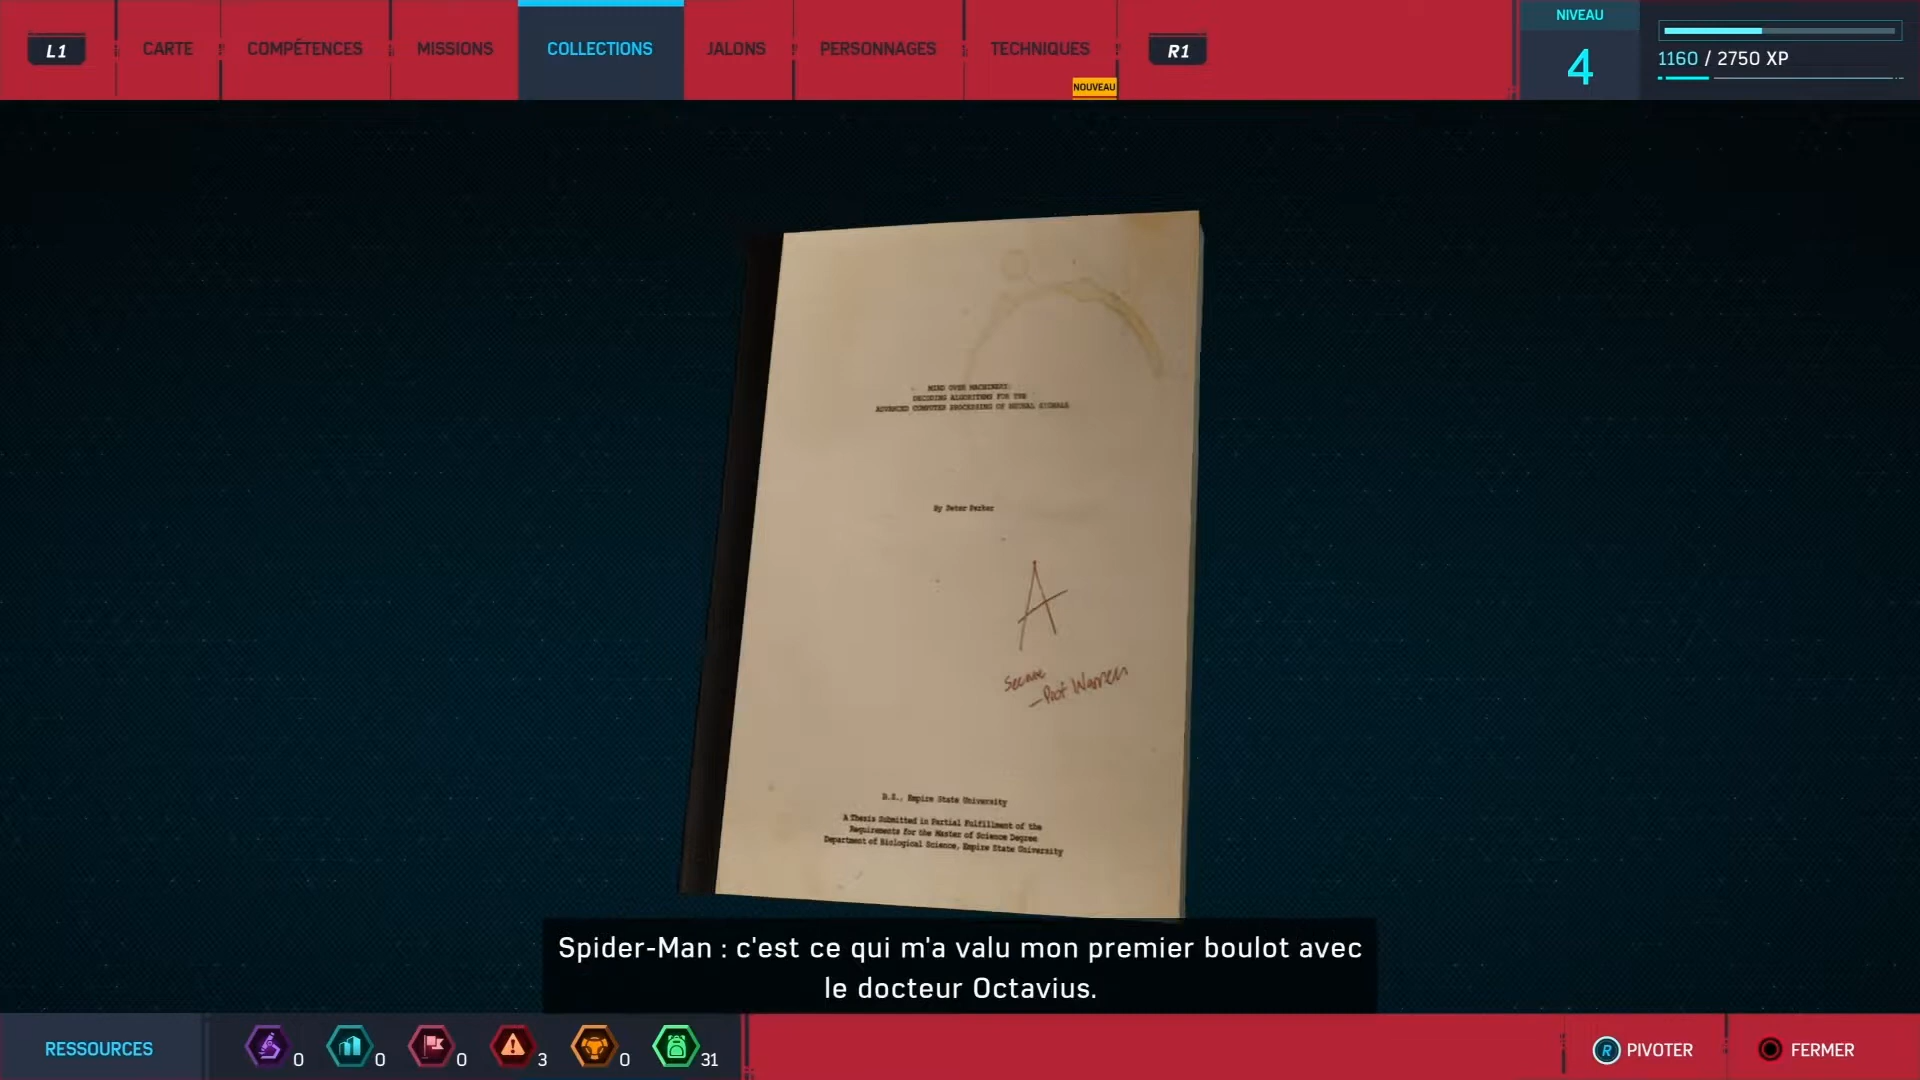 L1
CARTE
COMPÉTENCES
MISSIONS
COLLECTIONS
JALONS
PERSONNAGES
TECHNIQUES
NOUVEAU
R1
NIVEAU
4
1160 / 2750 XP
MIND OVER MACHINERY:
DECODING ALGORITHMS FOR THE
ADVANCED COMPUTER PROCESSING OF NEURAL SIGNALS
By Peter Parker
A
- Prof Warren
B.S., Empire State University
A Thesis Submitted in Partial Fulfillment of the
Requirements for the Master of Science Degree
Department of Biological Science, Empire State University
Spider-Man : c'est ce qui m'a valu mon premier boulot avec
le docteur Octavius.
RESSOURCES
0
0
0
3
0
31
R PIVOTER
FERMER